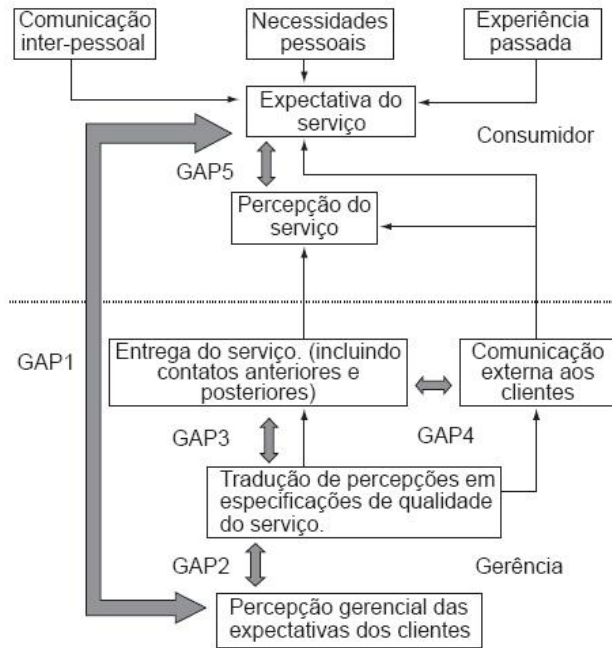 Comunicação
inter-pessoal
Necessidades
pessoais
Experiência
passada
Expectativa do
serviço
Consumidor
GAP5
Percepção do
serviço
GAP1
Entrega do serviço. (incluindo
contatos anteriores e
posteriores)
Comunicação
externa aos
clientes
GAP3
GAP4
Tradução de percepções em
especificações de qualidade
do serviço.
GAP2
Gerência
Percepção gerencial das
expectativas dos clientes